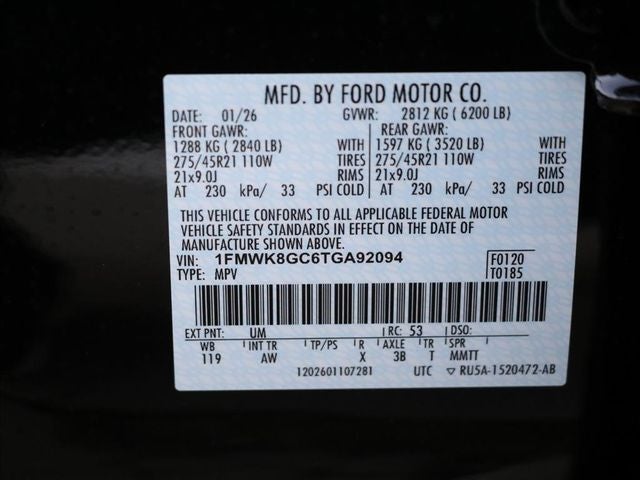 MFD. BY FORD MOTOR CO.
DATE: 01/26 GVWR: 2812 KG ( 6200 LB)
FRONT GAWR: REAR GAWR:
1288 KG ( 2840 LB) WITH 1597 KG ( 3520 LB) WITH
275/45R21 110W TIRES 275/45R21 110W TIRES
21x9.0J RIMS 21x9.0J RIMS
AT 230 kPa/ 33 PSI COLD AT 230 kPa/ 33 PSI COLD
THIS VEHICLE CONFORMS TO ALL APPLICABLE FEDERAL MOTOR
VEHICLE SAFETY STANDARDS IN EFFECT ON THE DATE OF
MANUFACTURE SHOWN ABOVE.
VIN: 1FMWK8GC6TGA92094 F0120
TYPE: MPV T0185
EXT PNT: UM RC: 53 DSO:
WB INT TR TP/PS R AXLE TR SPR
119 AW X 3B T MMTT
1202601107281 UTC ▽ RU5A-1520472-AB